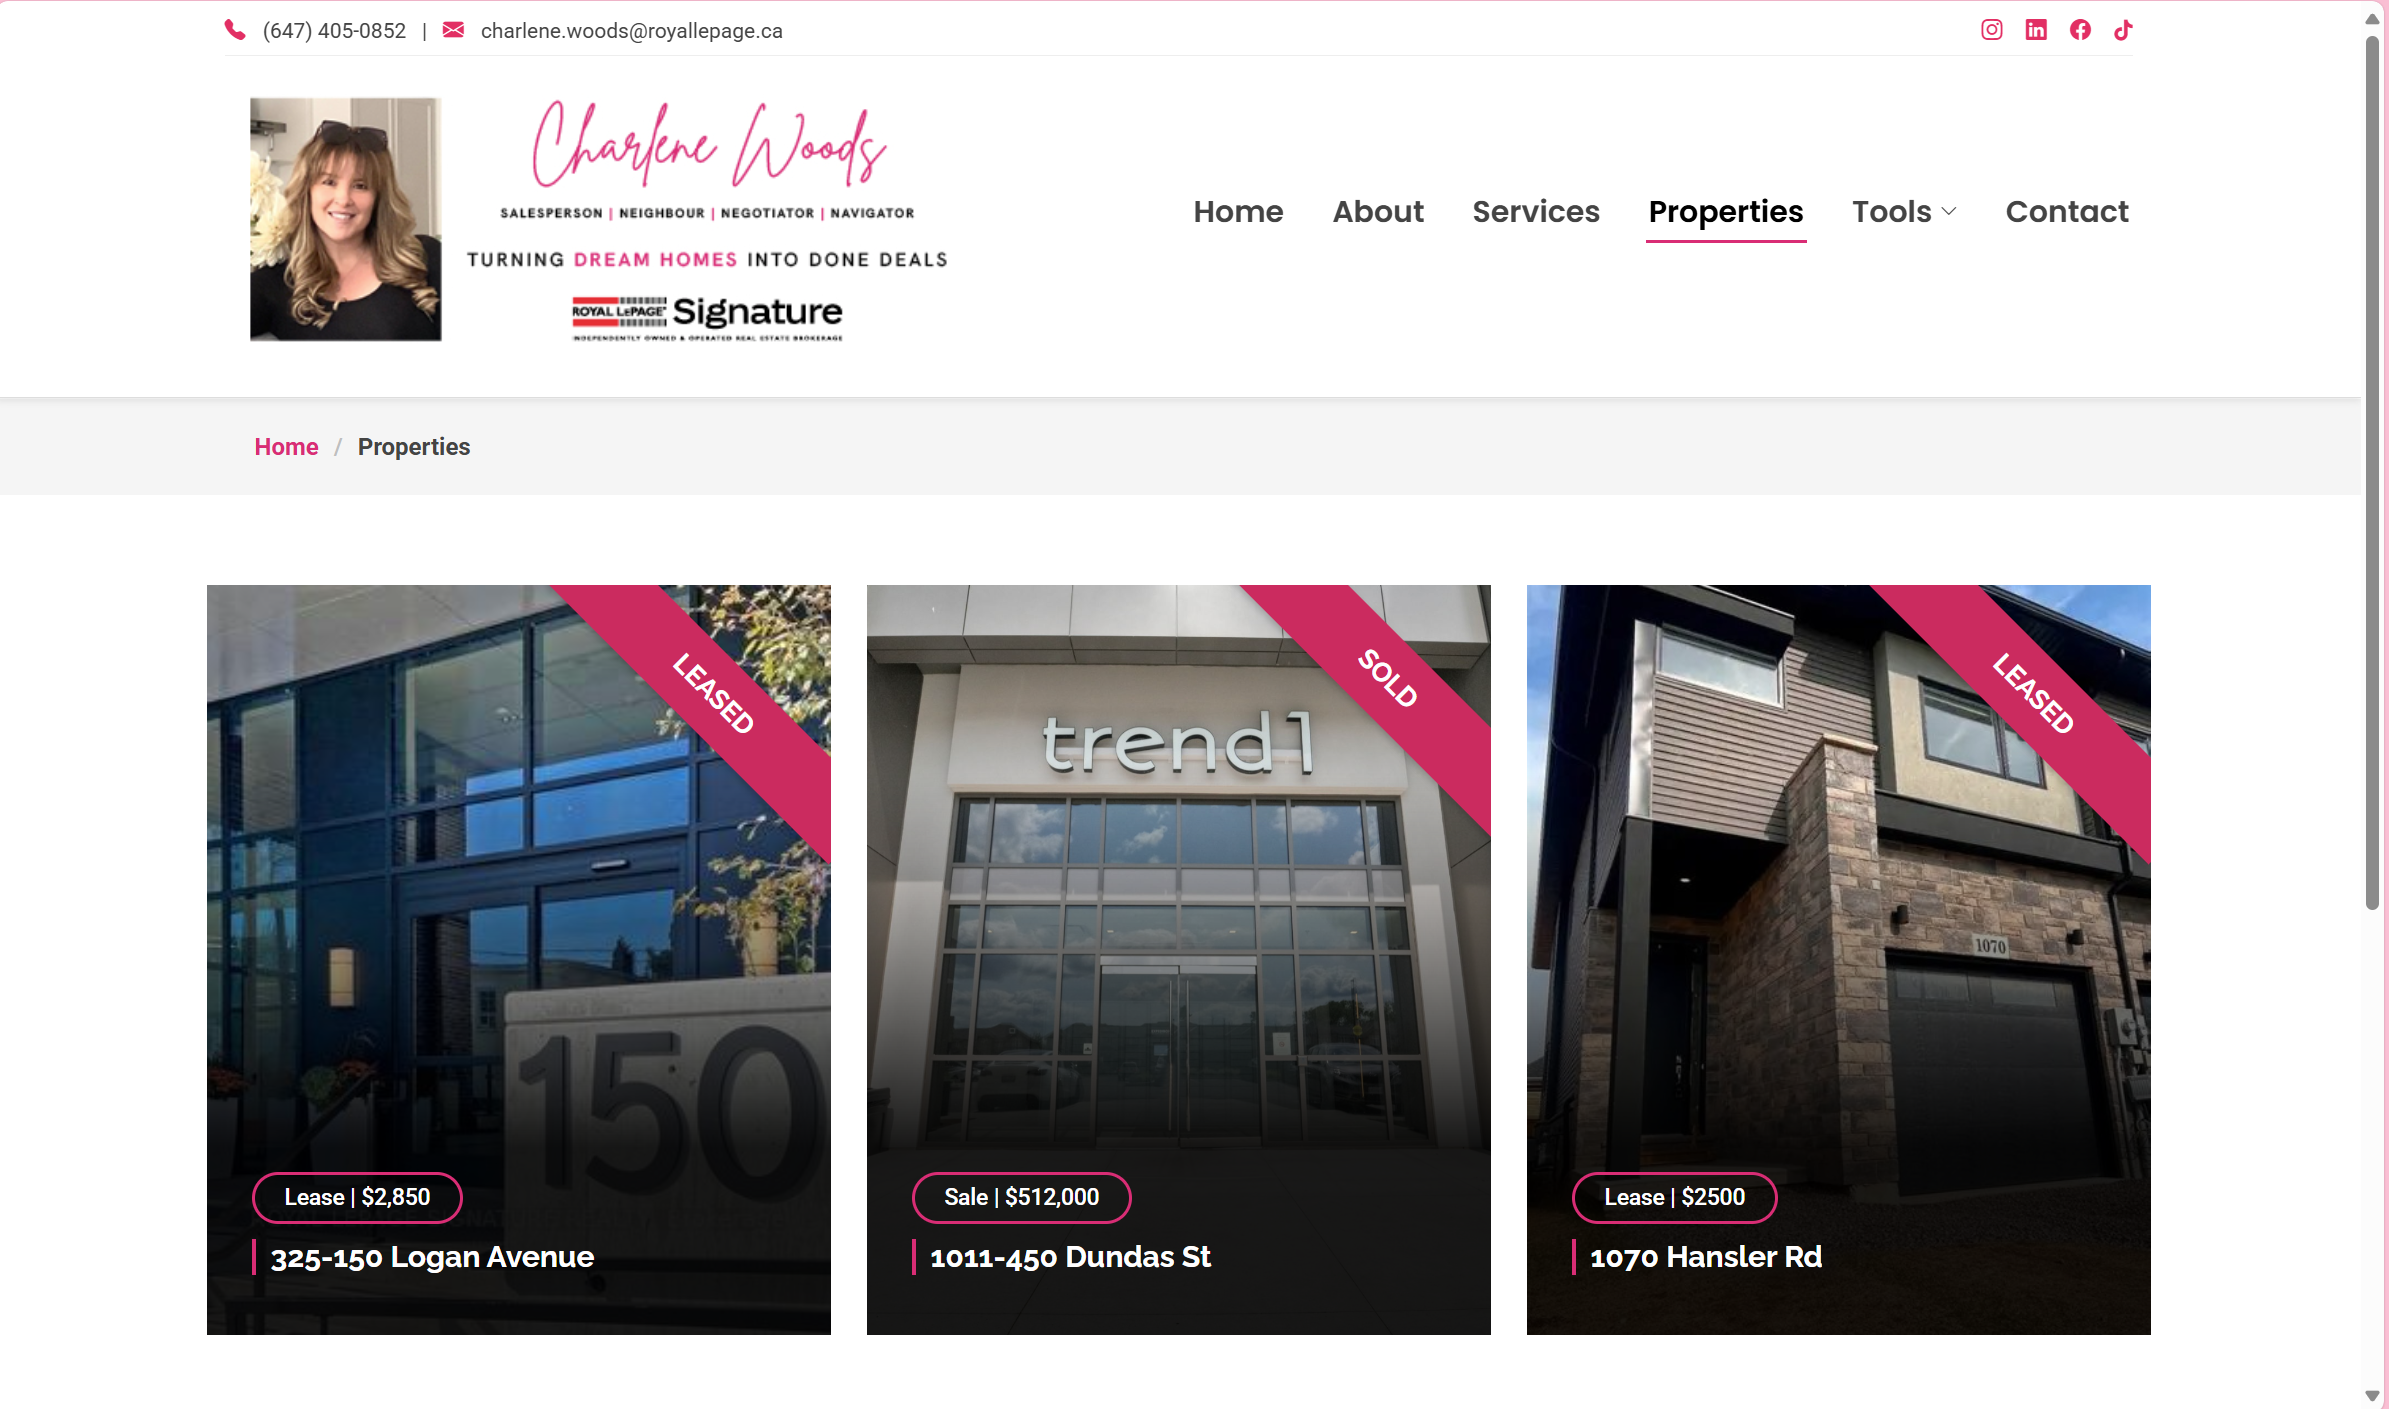 (647) 405-0852 | charlene.woods@royallepage.ca
Charlene Woods
SALESPERSON | NEIGHBOUR | NEGOTIATOR | NAVIGATOR
TURNING DREAM HOMES INTO DONE DEALS
ROYAL LEPAGE Signature
INDEPENDENTLY OWNED & OPERATED REAL ESTATE BROKERAGE
Home About Services Properties Tools Contact
Home / Properties
LEASED
150
Lease | $2,850
325-150 Logan Avenue
SOLD
trend1
Sale | $512,000
1011-450 Dundas St
LEASED
1070
Lease | $2500
1070 Hansler Rd